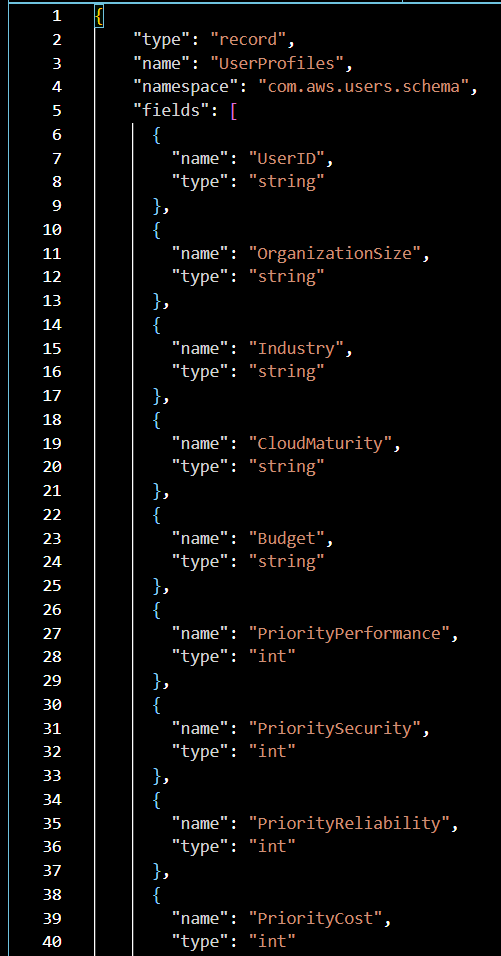 1 {
2 "type": "record",
3 "name": "UserProfiles",
4 "namespace": "com.aws.users.schema",
5 "fields": [
6 {
7 "name": "UserID",
8 "type": "string"
9 },
10 {
11 "name": "OrganizationSize",
12 "type": "string"
13 },
14 {
15 "name": "Industry",
16 "type": "string"
17 },
18 {
19 "name": "CloudMaturity",
20 "type": "string"
21 },
22 {
23 "name": "Budget",
24 "type": "string"
25 },
26 {
27 "name": "PriorityPerformance",
28 "type": "int"
29 },
30 {
31 "name": "PrioritySecurity",
32 "type": "int"
33 },
34 {
35 "name": "PriorityReliability",
36 "type": "int"
37 },
38 {
39 "name": "PriorityCost",
40 "type": "int"